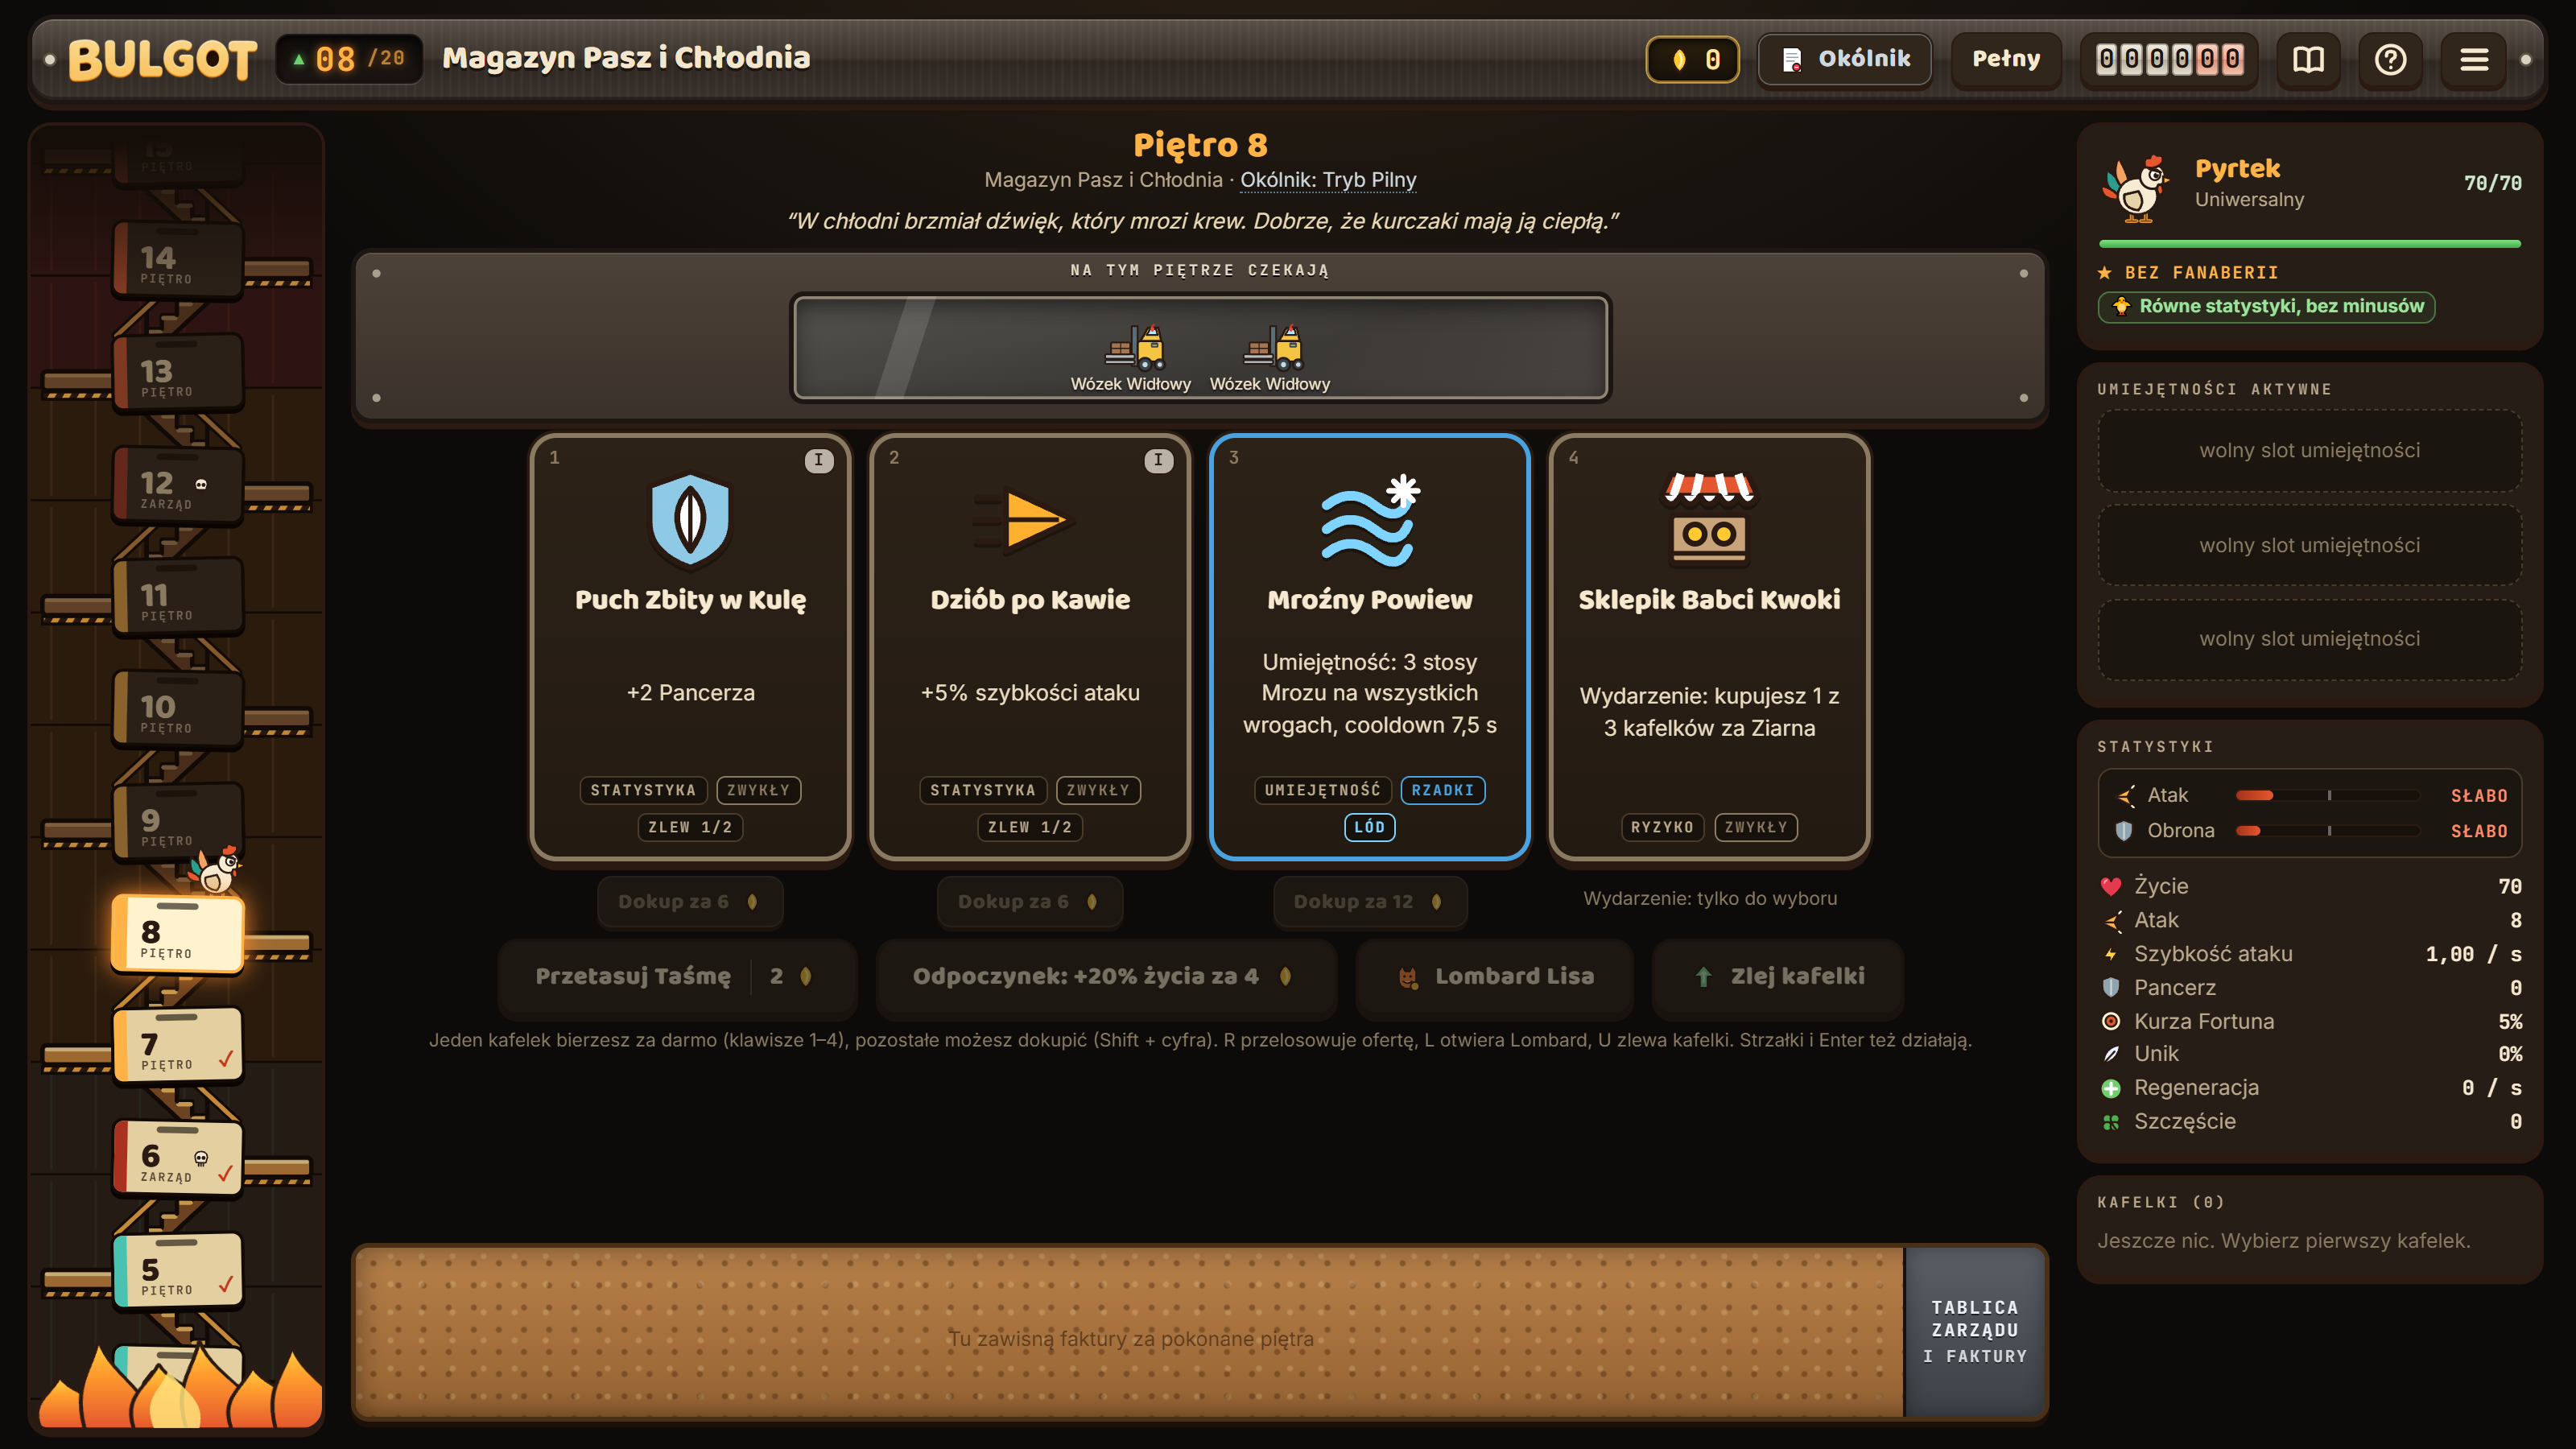 BULGOT
08 /20
Magazyn Pasz i Chłodnia
0
Okólnik
Pełny
000000
15
PIĘTRO
14
PIĘTRO
13
PIĘTRO
12
ZARZĄD
11
PIĘTRO
10
PIĘTRO
9
PIĘTRO
8
PIĘTRO
7
PIĘTRO
6
ZARZĄD
5
PIĘTRO
Piętro 8
Magazyn Pasz i Chłodnia · Okólnik: Tryb Pilny
“W chłodni brzmiał dźwięk, który mrozi krew. Dobrze, że kurczaki mają ją ciepłą.”
NA TYM PIĘTRZE CZEKAJĄ
Wózek Widłowy
Wózek Widłowy
1
I
Puch Zbity w Kulę
+2 Pancerza
STATYSTYKA ZWYKŁY
ZLEW 1/2
Dokup za 6
2
I
Dziób po Kawie
+5% szybkości ataku
STATYSTYKA ZWYKŁY
ZLEW 1/2
Dokup za 6
3
Mroźny Powiew
Umiejętność: 3 stosy
Mrozu na wszystkich
wrogach, cooldown 7,5 s
UMIEJĘTNOŚĆ RZADKI
LÓD
Dokup za 12
4
Sklepik Babci Kwoki
Wydarzenie: kupujesz 1 z
3 kafelków za Ziarna
RYZYKO ZWYKŁY
Wydarzenie: tylko do wyboru
Przetasuj Taśmę 2
Odpoczynek: +20% życia za 4
Lombard Lisa
Zlej kafelki
Jeden kafelek bierzesz za darmo (klawisze 1–4), pozostałe możesz dokupić (Shift + cyfra). R przelosowuje ofertę, L otwiera Lombard, U zlewa kafelki. Strzałki i Enter też działają.
Tu zawisną faktury za pokonane piętra
TABLICA
ZARZĄDU
I FAKTURY
Pyrtek
Uniwersalny
70/70
★ BEZ FANABERII
Równe statystyki, bez minusów
UMIEJĘTNOŚCI AKTYWNE
wolny slot umiejętności
wolny slot umiejętności
wolny slot umiejętności
STATYSTYKI
Atak SŁABO
Obrona SŁABO
Życie 70
Atak 8
Szybkość ataku 1,00 / s
Pancerz 0
Kurza Fortuna 5%
Unik 0%
Regeneracja 0 / s
Szczęście 0
KAFELKI (0)
Jeszcze nic. Wybierz pierwszy kafelek.